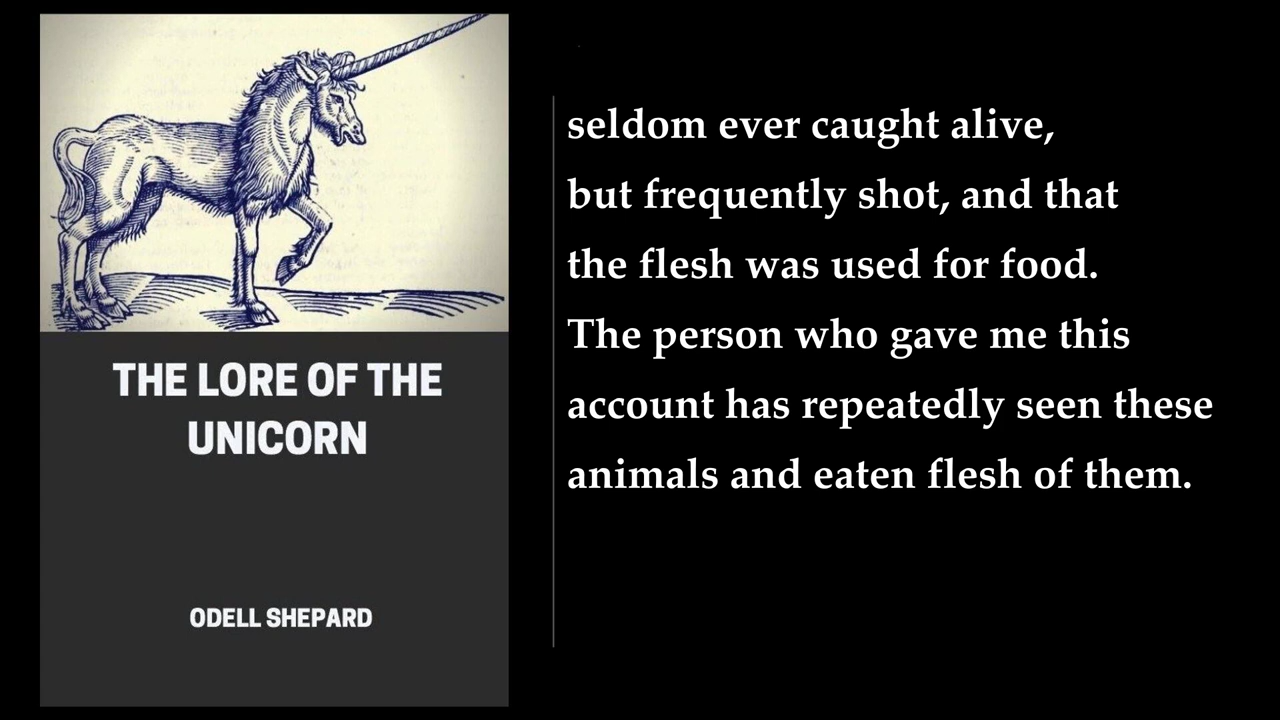 THE LORE OF THE
UNICORN
ODELL SHEPARD
seldom ever caught alive,
but frequently shot, and that
the flesh was used for food.
The person who gave me this
account has repeatedly seen these
animals and eaten flesh of them.